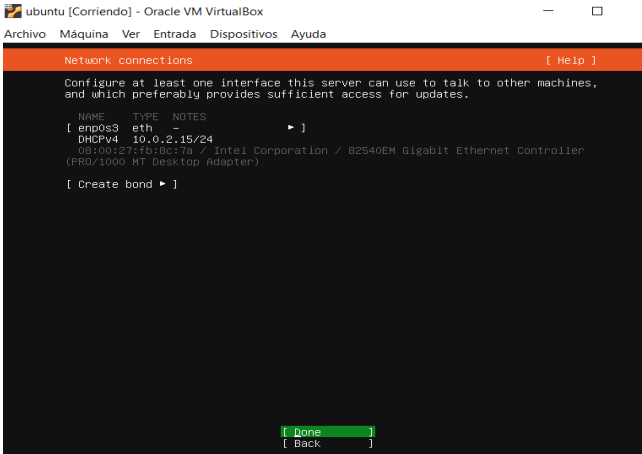 ubuntu [Corriendo] - Oracle VM VirtualBox
Archivo Máquina Ver Entrada Dispositivos Ayuda
Network connections [ Help ]
Configure at least one interface this server can use to talk to other machines,
and which preferably provides sufficient access for updates.
NAME TYPE NOTES
[ enp0s3 eth - ▸ ]
DHCPv4 10.0.2.15/24
08:00:27:fb:8c:7a / Intel Corporation / 82540EM Gigabit Ethernet Controller
(PRO/1000 MT Desktop Adapter)
[ Create bond ▸ ]
[ Done ]
[ Back ]